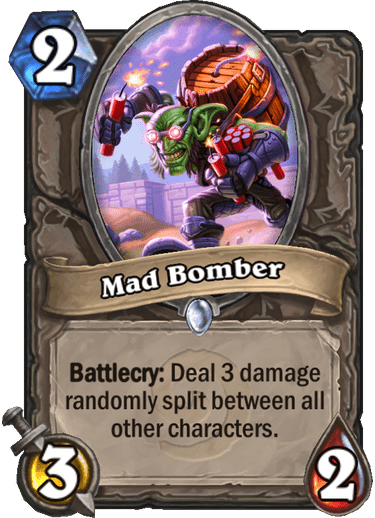 2
Mad Bomber
Battlecry: Deal 3 damage
randomly split between all
other characters.
3
2